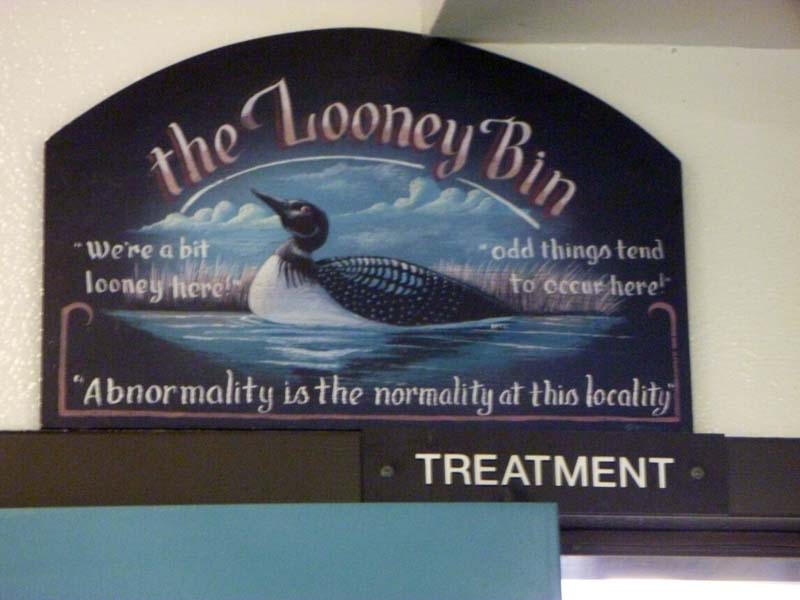 the Looney Bin
"We're a bit
looney here!"
"odd things tend
to occur here!"
"Abnormality is the normality at this locality"
TREATMENT